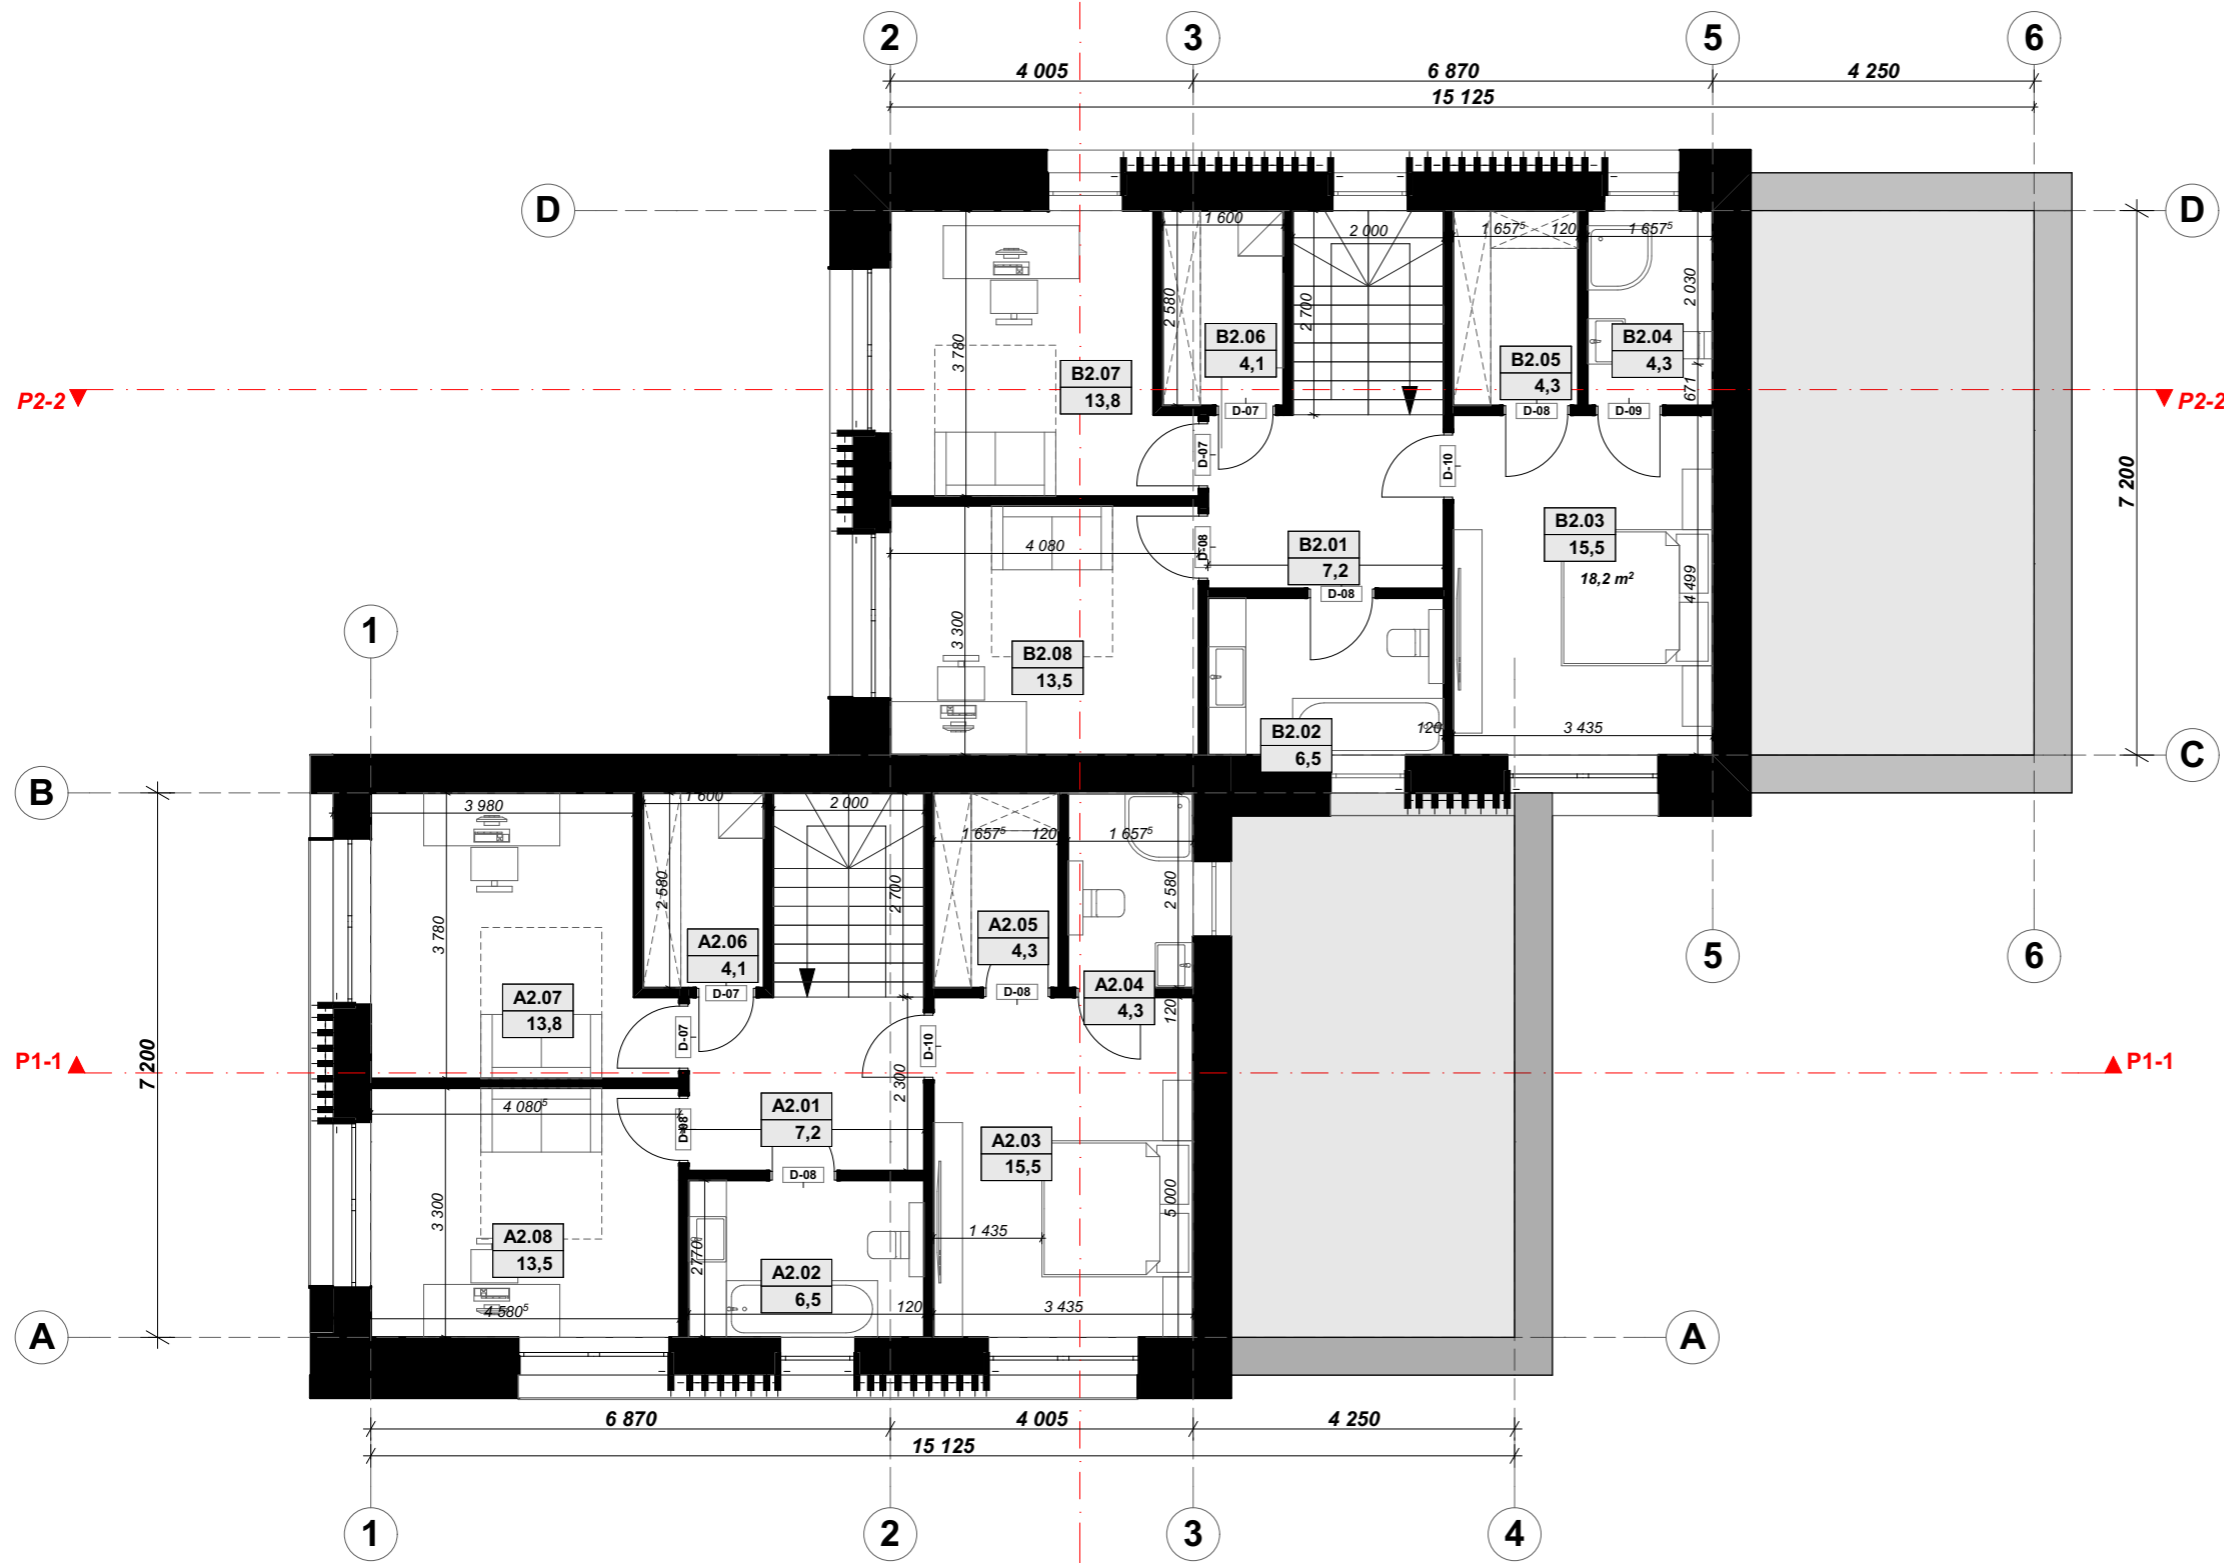 2 3 5 6
4 005 6 870 4 250
15 125
D D
1 600 2 000 1 657⁵ 120 1 657⁵
2 030
2 580 2 700
3 780
B2.06
4,1
B2.04
4,3
B2.05
4,3
B2.07
13,8
671
P2-2 P2-2
D-07 D-08 D-09
D-07 D-10
7 200
B2.03
15,5
18,2 m²
B2.01
7,2
4 080
D-08
D-08
4 499
3 300
1
B2.08
13,5
B2.02
6,5
120 3 435
C
B
3 980 1 600 2 000
1 657⁵ 120 1 657⁵
2 580 2 700 2 580
3 780
A2.05
4,3
A2.06
4,1
A2.04
4,3
5 6
A2.07
13,8
D-07 D-08
120
D-07 D-10
P1-1 P1-1
7 200
2 300
4 080⁵
A2.01
7,2
D-08
A2.03
15,5
D-08
3 300
5 000
1 435
A2.08
13,5
2770
A2.02
6,5
4 580⁵ 120 3 435
A A
6 870 4 005 4 250
15 125
1 2 3 4